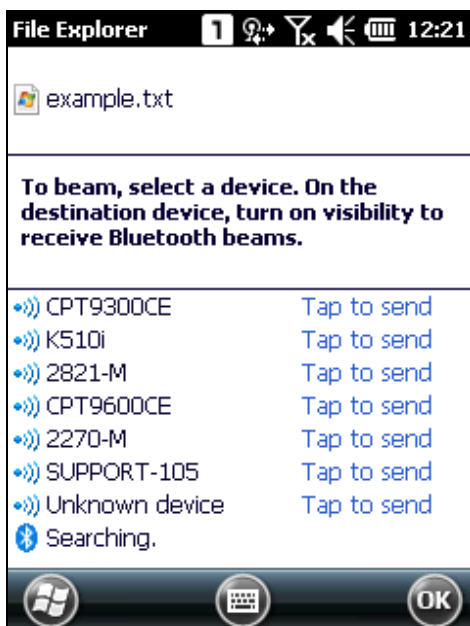 File Explorer 1 12:21
example.txt
To beam, select a device. On the
destination device, turn on visibility to
receive Bluetooth beams.
CPT9300CE Tap to send
K510i Tap to send
2821-M Tap to send
CPT9600CE Tap to send
2270-M Tap to send
SUPPORT-105 Tap to send
Unknown device Tap to send
Searching.
OK